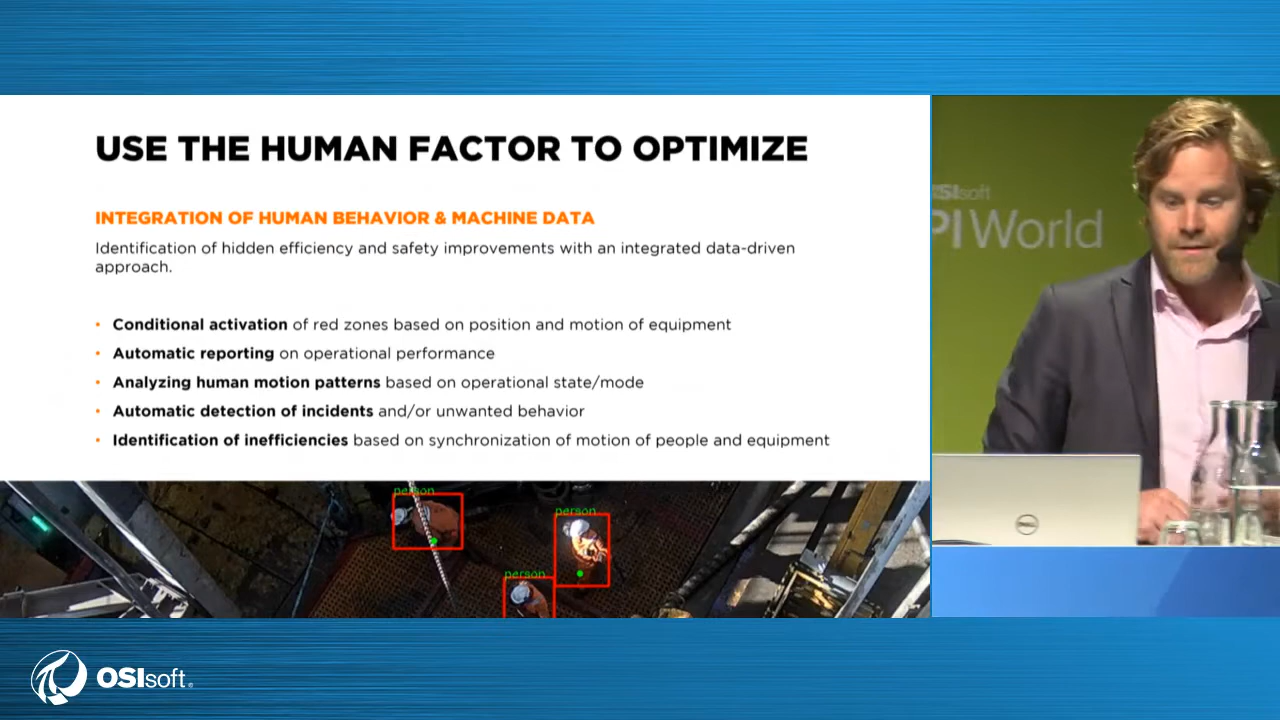 USE THE HUMAN FACTOR TO OPTIMIZE
INTEGRATION OF HUMAN BEHAVIOR & MACHINE DATA
Identification of hidden efficiency and safety improvements with an integrated data-driven
approach.
• Conditional activation of red zones based on position and motion of equipment
• Automatic reporting on operational performance
• Analyzing human motion patterns based on operational state/mode
• Automatic detection of incidents and/or unwanted behavior
• Identification of inefficiencies based on synchronization of motion of people and equipment
person
person
person
OSIsoft
PI World
DELL
OSIsoft.